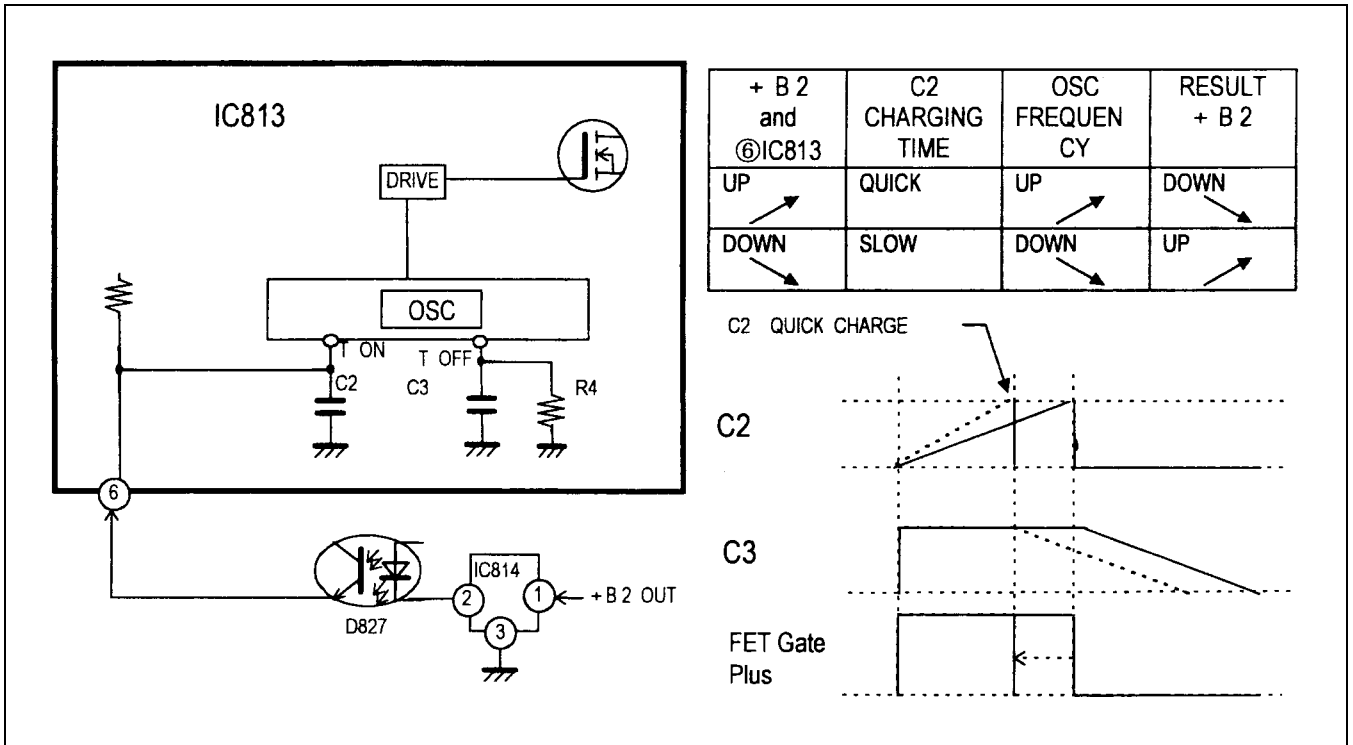 IC813
DRIVE
OSC
T ON
T OFF
C2
C3
R4
6
D827
IC814
2
1
3
+B 2 OUT
+ B 2
and
⑥IC813
C2
CHARGING
TIME
OSC
FREQUEN
CY
RESULT
+ B 2
UP
QUICK
UP
DOWN
DOWN
SLOW
DOWN
UP
C2 QUICK CHARGE
C2
C3
FET Gate
Plus